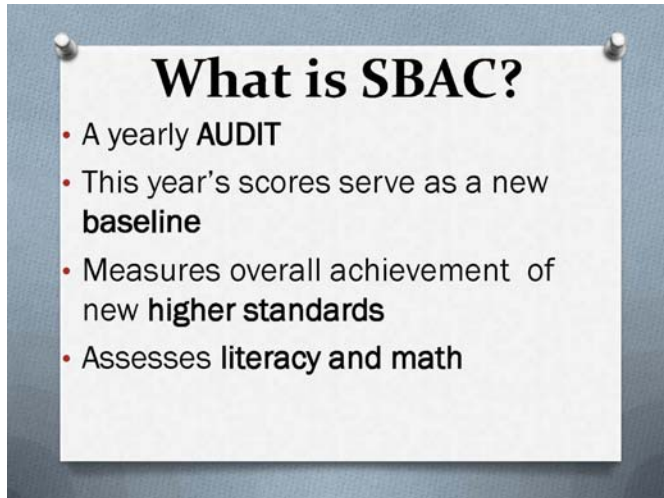 What is SBAC?
• A yearly AUDIT
• This year's scores serve as a new
baseline
• Measures overall achievement of
new higher standards
• Assesses literacy and math